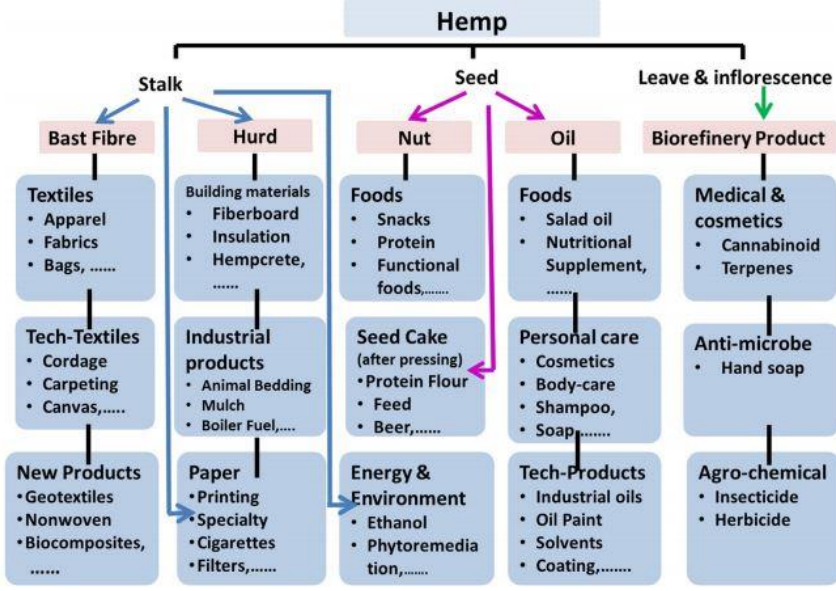 Hemp
Stalk
Seed
Leave & inflorescence
Bast Fibre
Hurd
Nut
Oil
Biorefinery Product
Textiles
• Apparel
• Fabrics
• Bags, ……
Tech-Textiles
• Cordage
• Carpeting
• Canvas,…..
New Products
•Geotextiles
•Nonwoven
•Biocomposites,
……
Building materials
• Fiberboard
• Insulation
• Hempcrete,
……
Industrial
products
• Animal Bedding
• Mulch
• Boiler Fuel,….
Paper
•Printing
•Specialty
•Cigarettes
•Filters,……
Foods
• Snacks
• Protein
• Functional
foods,…….
Seed Cake
(after pressing)
•Protein Flour
• Feed
• Beer,……
Energy &
Environment
• Ethanol
• Phytoremedia
tion,…….
Foods
• Salad oil
• Nutritional
Supplement,
……
Personal care
• Cosmetics
• Body-care
• Shampoo,
• Soap…….
Tech-Products
• Industrial oils
• Oil Paint
• Solvents
• Coating,…….
Medical &
cosmetics
• Cannabinoid
• Terpenes
Anti-microbe
• Hand soap
Agro-chemical
• Insecticide
• Herbicide